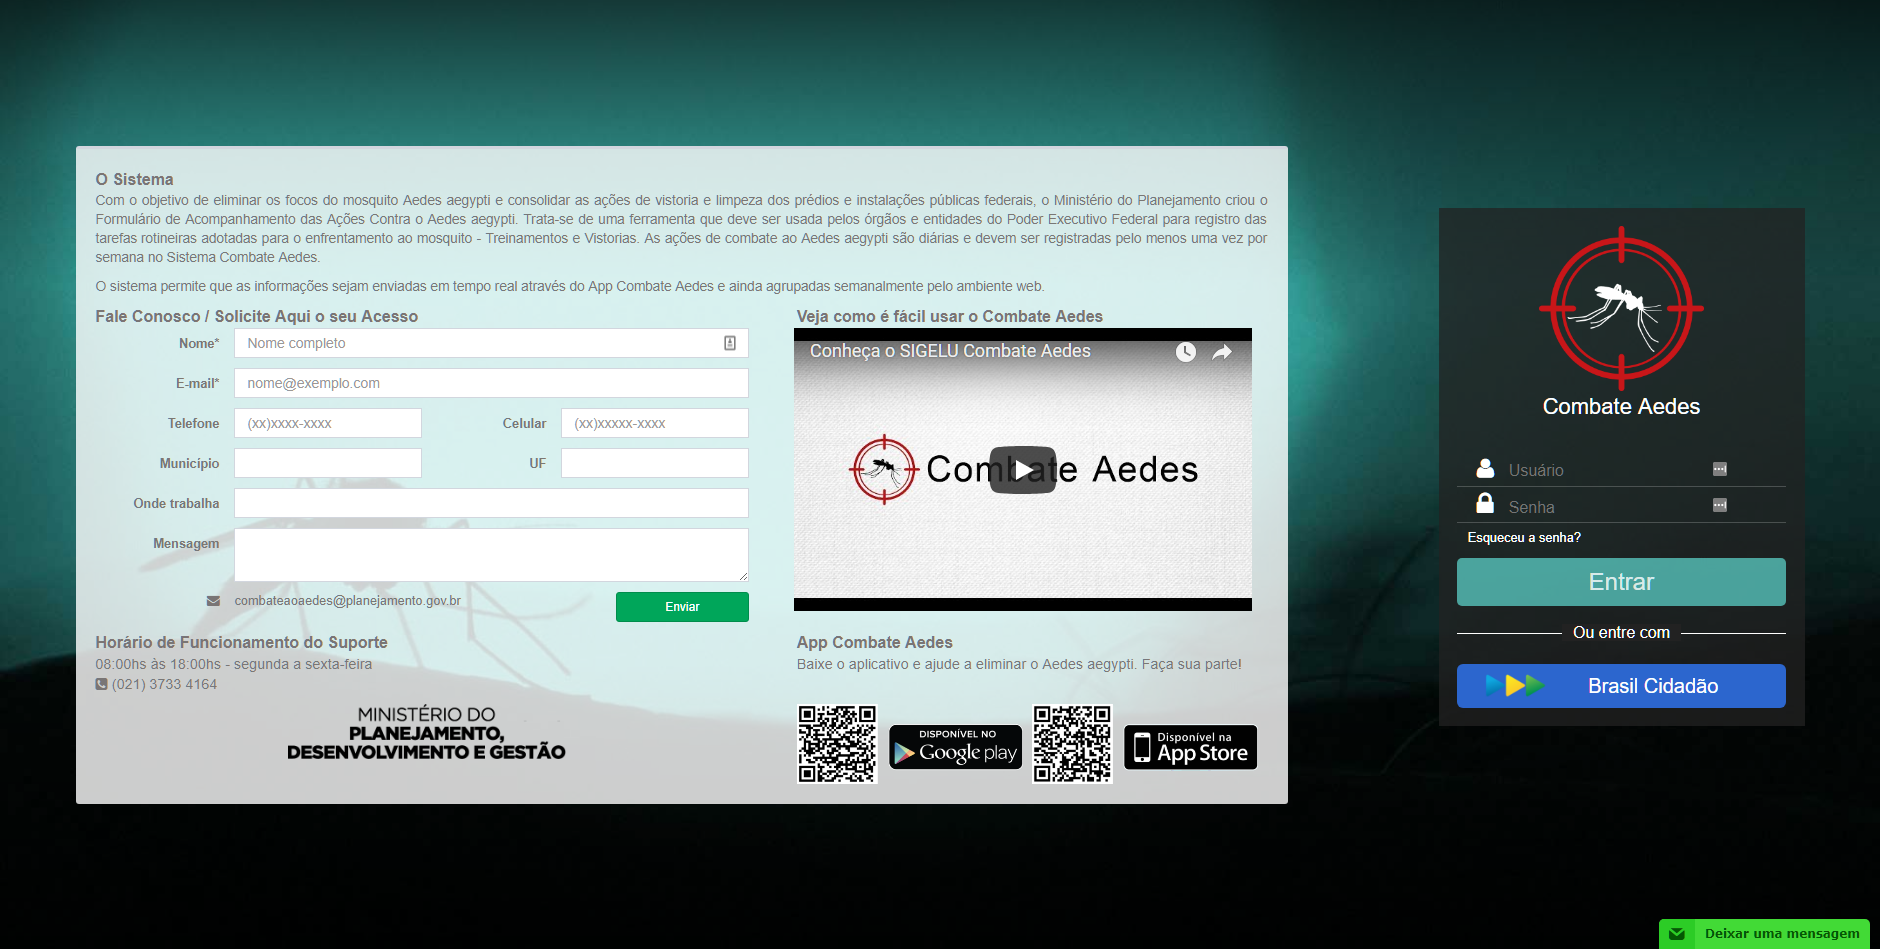 O Sistema
Com o objetivo de eliminar os focos do mosquito Aedes aegypti e consolidar as ações de vistoria e limpeza dos prédios e instalações públicas federais, o Ministério do Planejamento criou o
Formulário de Acompanhamento das Ações Contra o Aedes aegypti. Trata-se de uma ferramenta que deve ser usada pelos órgãos e entidades do Poder Executivo Federal para registro das
tarefas rotineiras adotadas para o enfrentamento ao mosquito - Treinamentos e Vistorias. As ações de combate ao Aedes aegypti são diárias e devem ser registradas pelo menos uma vez por
semana no Sistema Combate Aedes.
O sistema permite que as informações sejam enviadas em tempo real através do App Combate Aedes e ainda agrupadas semanalmente pelo ambiente web.
Fale Conosco / Solicite Aqui o seu Acesso
Nome* Nome completo
E-mail* nome@exemplo.com
Telefone (xx)xxxx-xxxx Celular (xx)xxxxx-xxxx
Município UF
Onde trabalha
Mensagem
combateaoaedes@planejamento.gov.br Enviar
Veja como é fácil usar o Combate Aedes
Conheça o SIGELU Combate Aedes
Combate Aedes
Horário de Funcionamento do Suporte
08:00hs às 18:00hs - segunda a sexta-feira
(021) 3733 4164
MINISTÉRIO DO
PLANEJAMENTO,
DESENVOLVIMENTO E GESTÃO
App Combate Aedes
Baixe o aplicativo e ajude a eliminar o Aedes aegypti. Faça sua parte!
DISPONÍVEL NO
Google play
Disponível na
App Store
Combate Aedes
Usuário
Senha
Esqueceu a senha?
Entrar
Ou entre com
Brasil Cidadão
Deixar uma mensagem